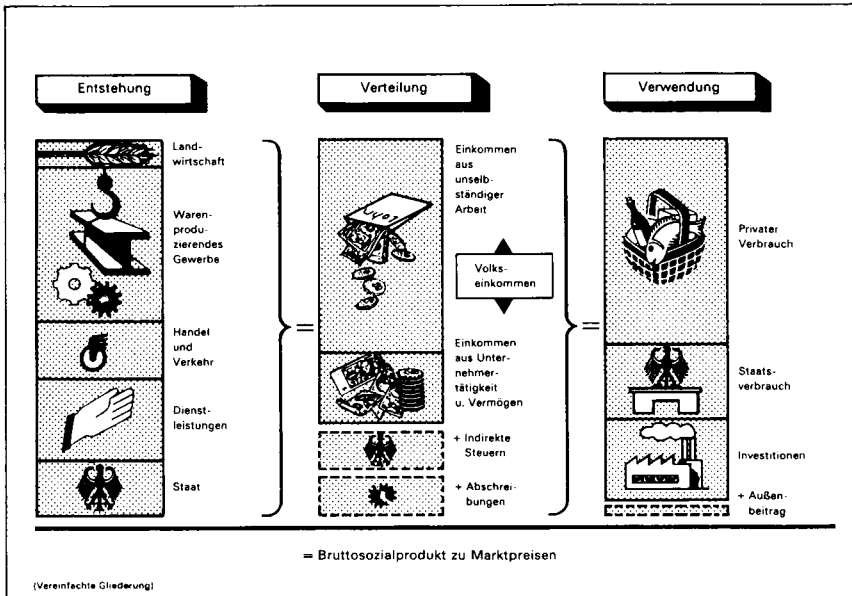 Entstehung
Verteilung
Verwendung
Land-
wirtschaft
Waren-
produ-
zierendes
Gewerbe
Handel
und
Verkehr
Dienst-
leistungen
Staat
=
Lohn
Einkommen
aus
unselb-
ständiger
Arbeit
Volks-
einkommen
Einkommen
aus Unter-
nehmer-
tätigkeit
u. Vermögen
+ Indirekte
Steuern
+ Abschrei-
bungen
=
Privater
Verbrauch
Staats-
verbrauch
Investitionen
+ Außen-
beitrag
= Bruttosozialprodukt zu Marktpreisen
(Vereinfachte Gliederung)